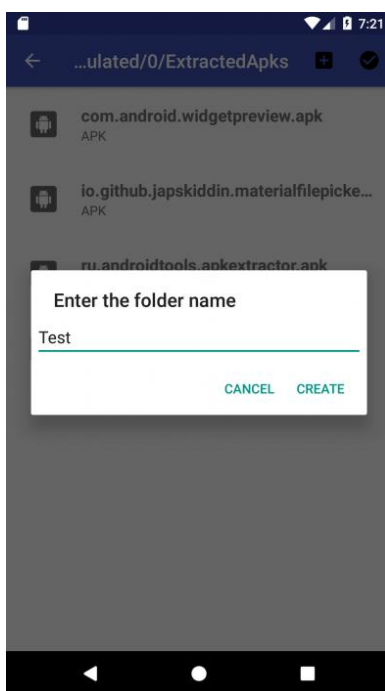 7:21
...ulated/0/ExtractedApks
com.android.widgetpreview.apk
APK
io.github.japskiddin.materialfilepicke...
APK
ru.androidtools.apkextractor.apk
Enter the folder name
Test
CANCEL CREATE